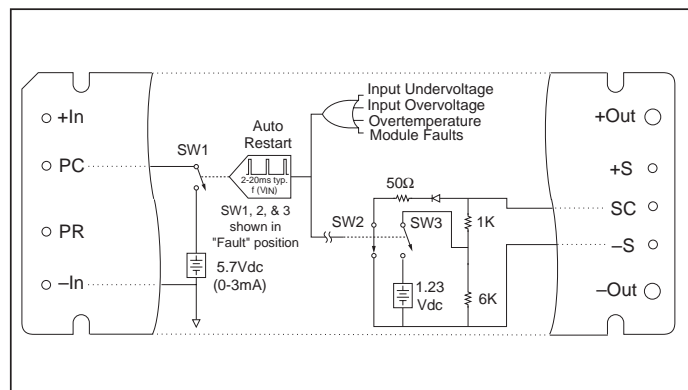 Input Undervoltage
Input Overvoltage
Overtemperature
Module Faults
+In
PC
PR
–In
SW1
Auto
Restart
2-20ms typ.
f (VIN)
SW1, 2, & 3
shown in
"Fault" position
5.7Vdc
(0-3mA)
50Ω
SW2
SW3
1K
1.23
Vdc
6K
+Out
+S
SC
–S
–Out